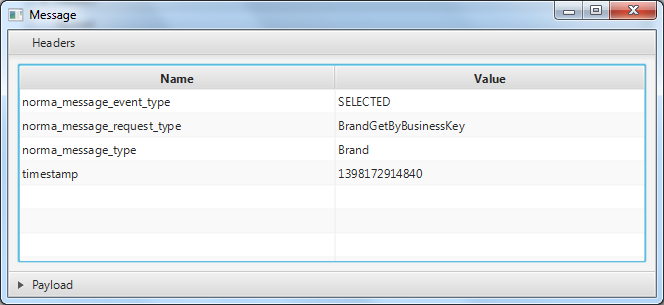 Message
Headers
Name Value
norma_message_event_type SELECTED
norma_message_request_type BrandGetByBusinessKey
norma_message_type Brand
timestamp 1398172914840
Payload